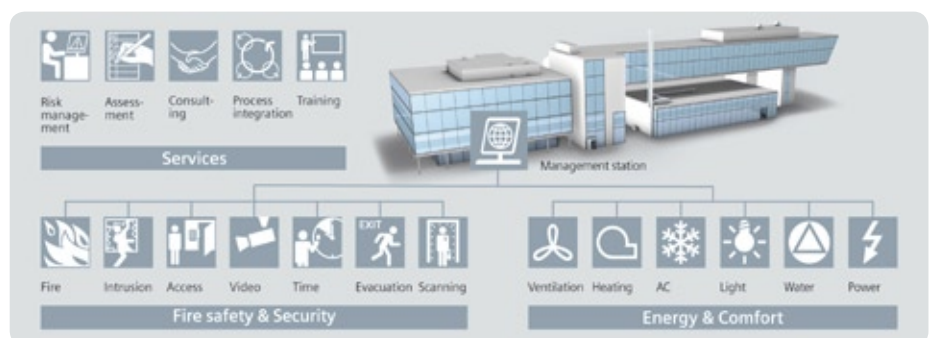 Risk
manage-
ment
Assess-
ment
Consult-
ing
Process
integration
Training
Services
Management station
EXIT
Fire
Intrusion
Access
Video
Time
Evacuation
Scanning
Fire safety & Security
Ventilation
Heating
AC
Light
Water
Power
Energy & Comfort